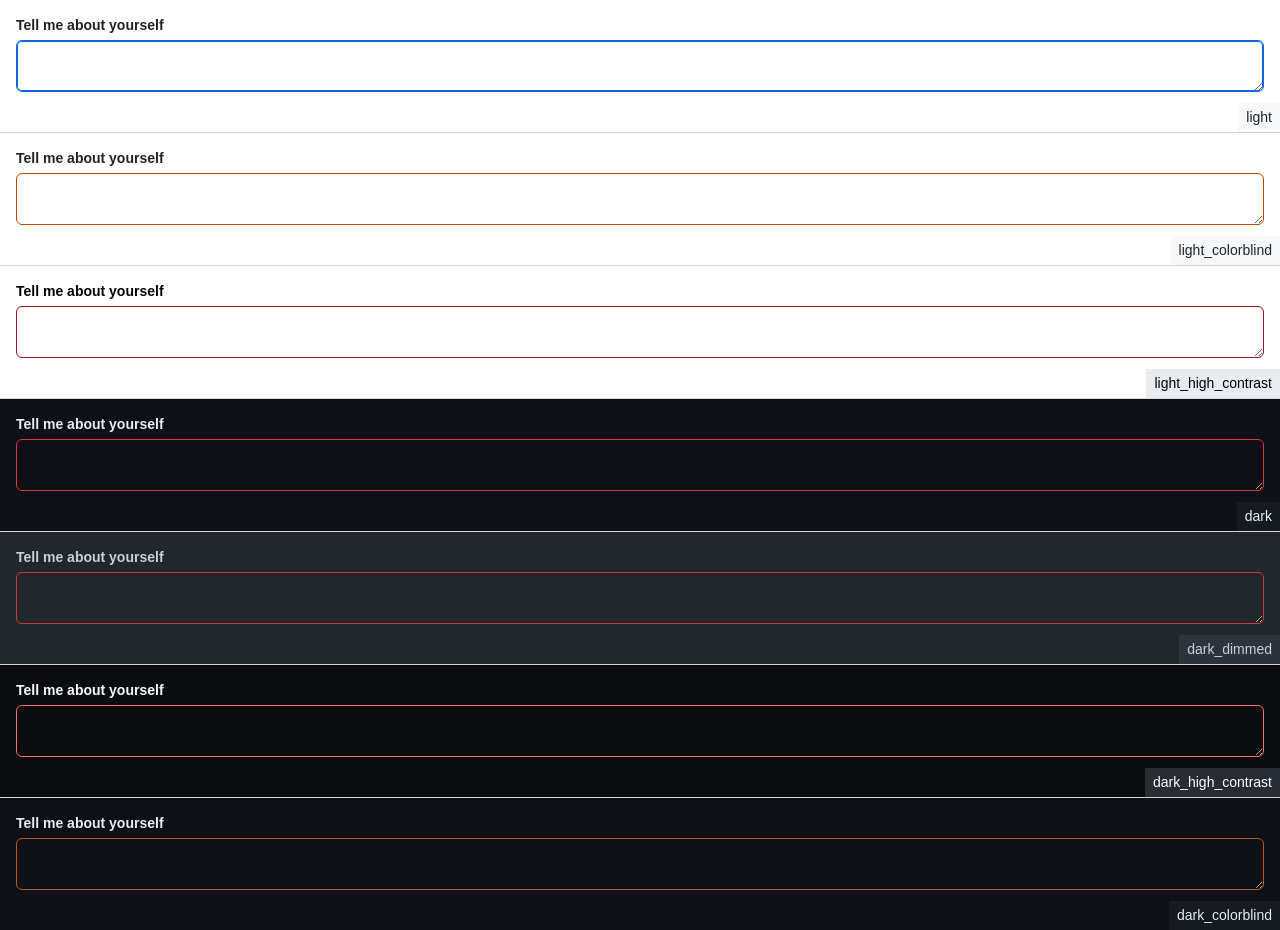 Tell me about yourself
light
Tell me about yourself
light_colorblind
Tell me about yourself
light_high_contrast
Tell me about yourself
dark
Tell me about yourself
dark_dimmed
Tell me about yourself
dark_high_contrast
Tell me about yourself
dark_colorblind